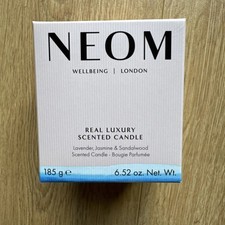 NEOM
WELLBEING | LONDON
REAL LUXURY
SCENTED CANDLE
Lavender, Jasmine & Sandalwood
Scented Candle - Bougie Parfumée
185 g ℮ 6.52 oz. Net. Wt.